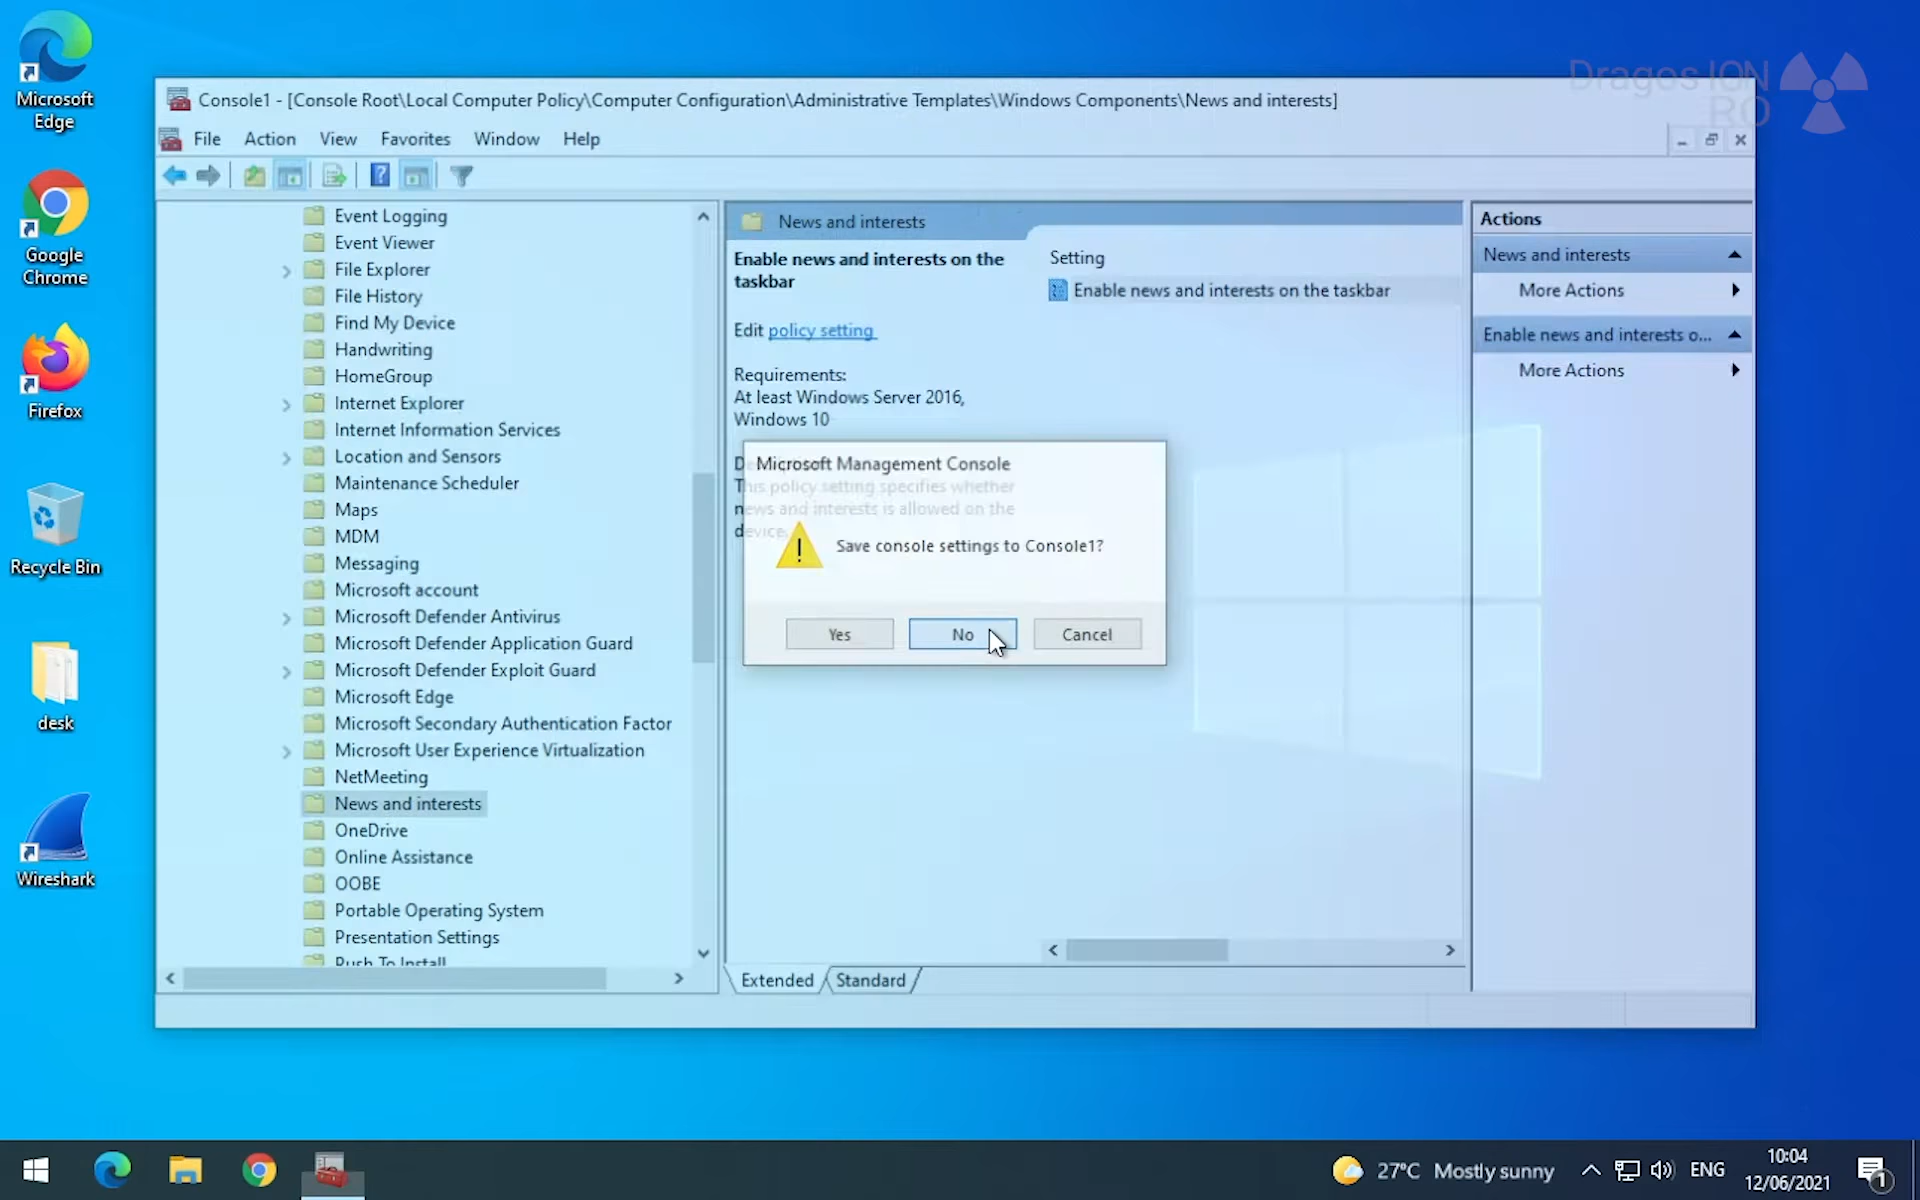 Microsoft
Edge
Google
Chrome
Firefox
Recycle Bin
desk
Wireshark
Dragos ION
RO
Console1 - [Console Root\Local Computer Policy\Computer Configuration\Administrative Templates\Windows Components\News and interests]
File Action View Favorites Window Help
Event Logging
Event Viewer
File Explorer
File History
Find My Device
Handwriting
HomeGroup
Internet Explorer
Internet Information Services
Location and Sensors
Maintenance Scheduler
Maps
MDM
Messaging
Microsoft account
Microsoft Defender Antivirus
Microsoft Defender Application Guard
Microsoft Defender Exploit Guard
Microsoft Edge
Microsoft Secondary Authentication Factor
Microsoft User Experience Virtualization
NetMeeting
News and interests
OneDrive
Online Assistance
OOBE
Portable Operating System
Presentation Settings
Push To Install
News and interests
Enable news and interests on the
taskbar
Edit policy setting
Requirements:
At least Windows Server 2016,
Windows 10
This policy setting specifies whether
news and interests is allowed on the
device.
Setting
Enable news and interests on the taskbar
Extended Standard
Actions
News and interests
More Actions
Enable news and interests o...
More Actions
Microsoft Management Console
Save console settings to Console1?
Yes No Cancel
27°C Mostly sunny
ENG
10:04
12/06/2021
1